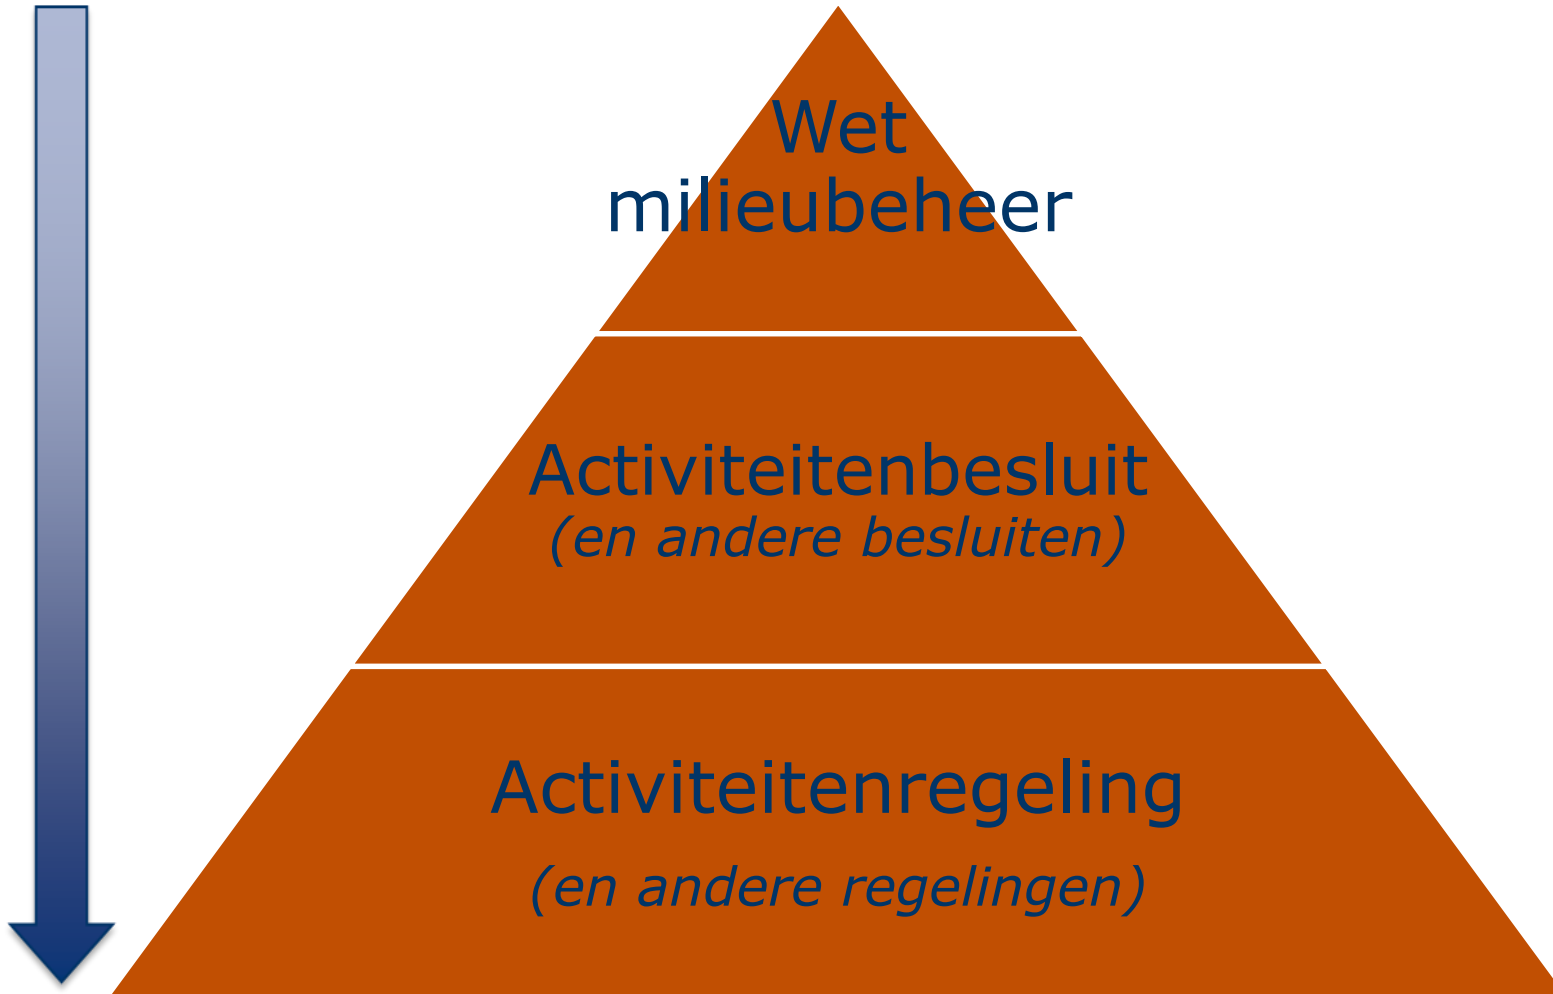 Wet
milieubeheer
Activiteitenbesluit
(en andere besluiten)
Activiteitenregeling
(en andere regelingen)